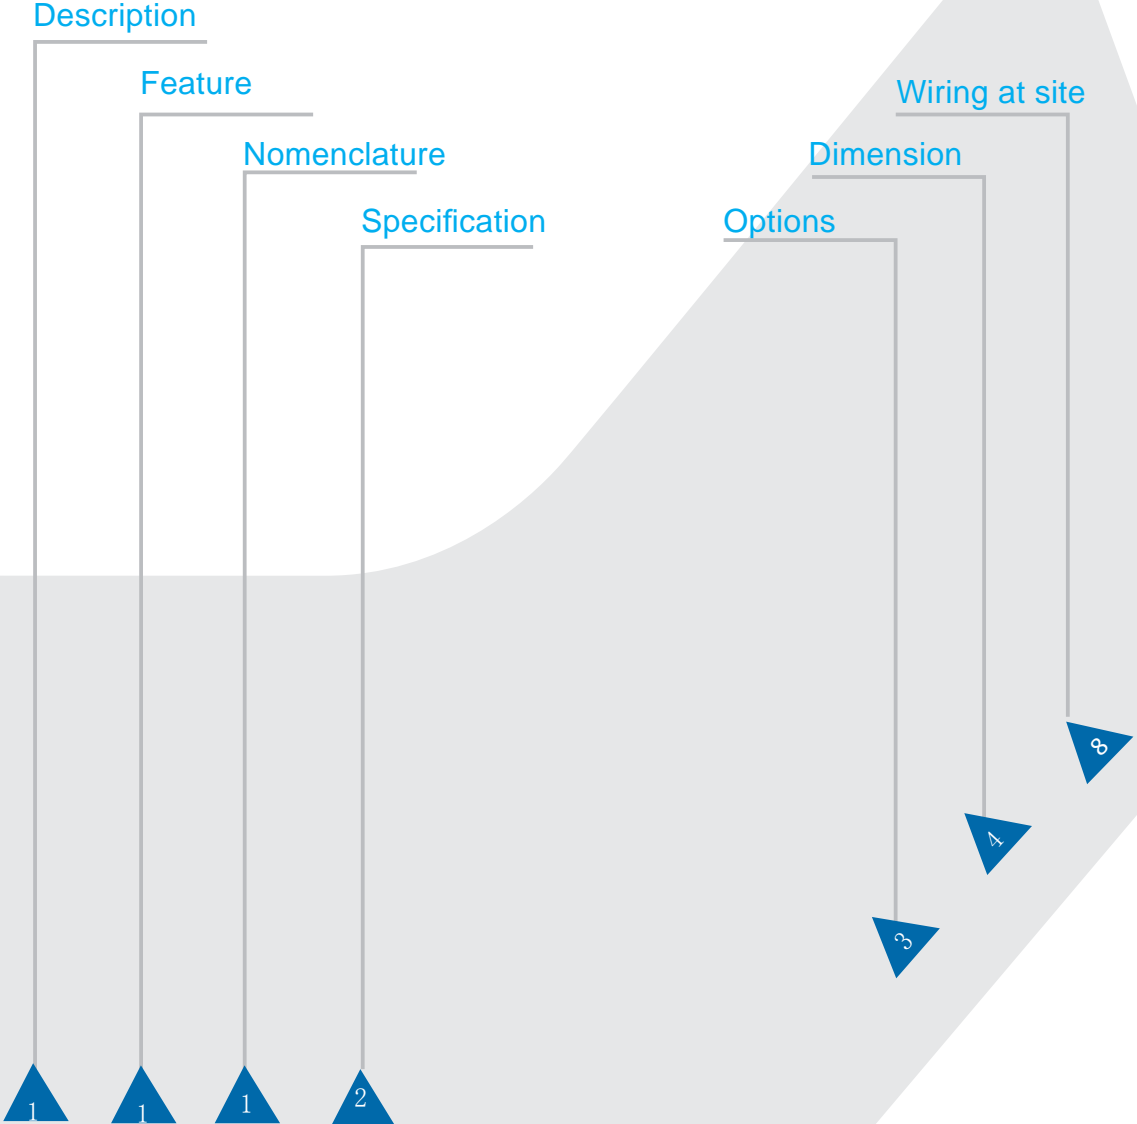 Description
Feature
Wiring at site
Nomenclature
Dimension
Specification
Options
8
4
3
1
1
1
2